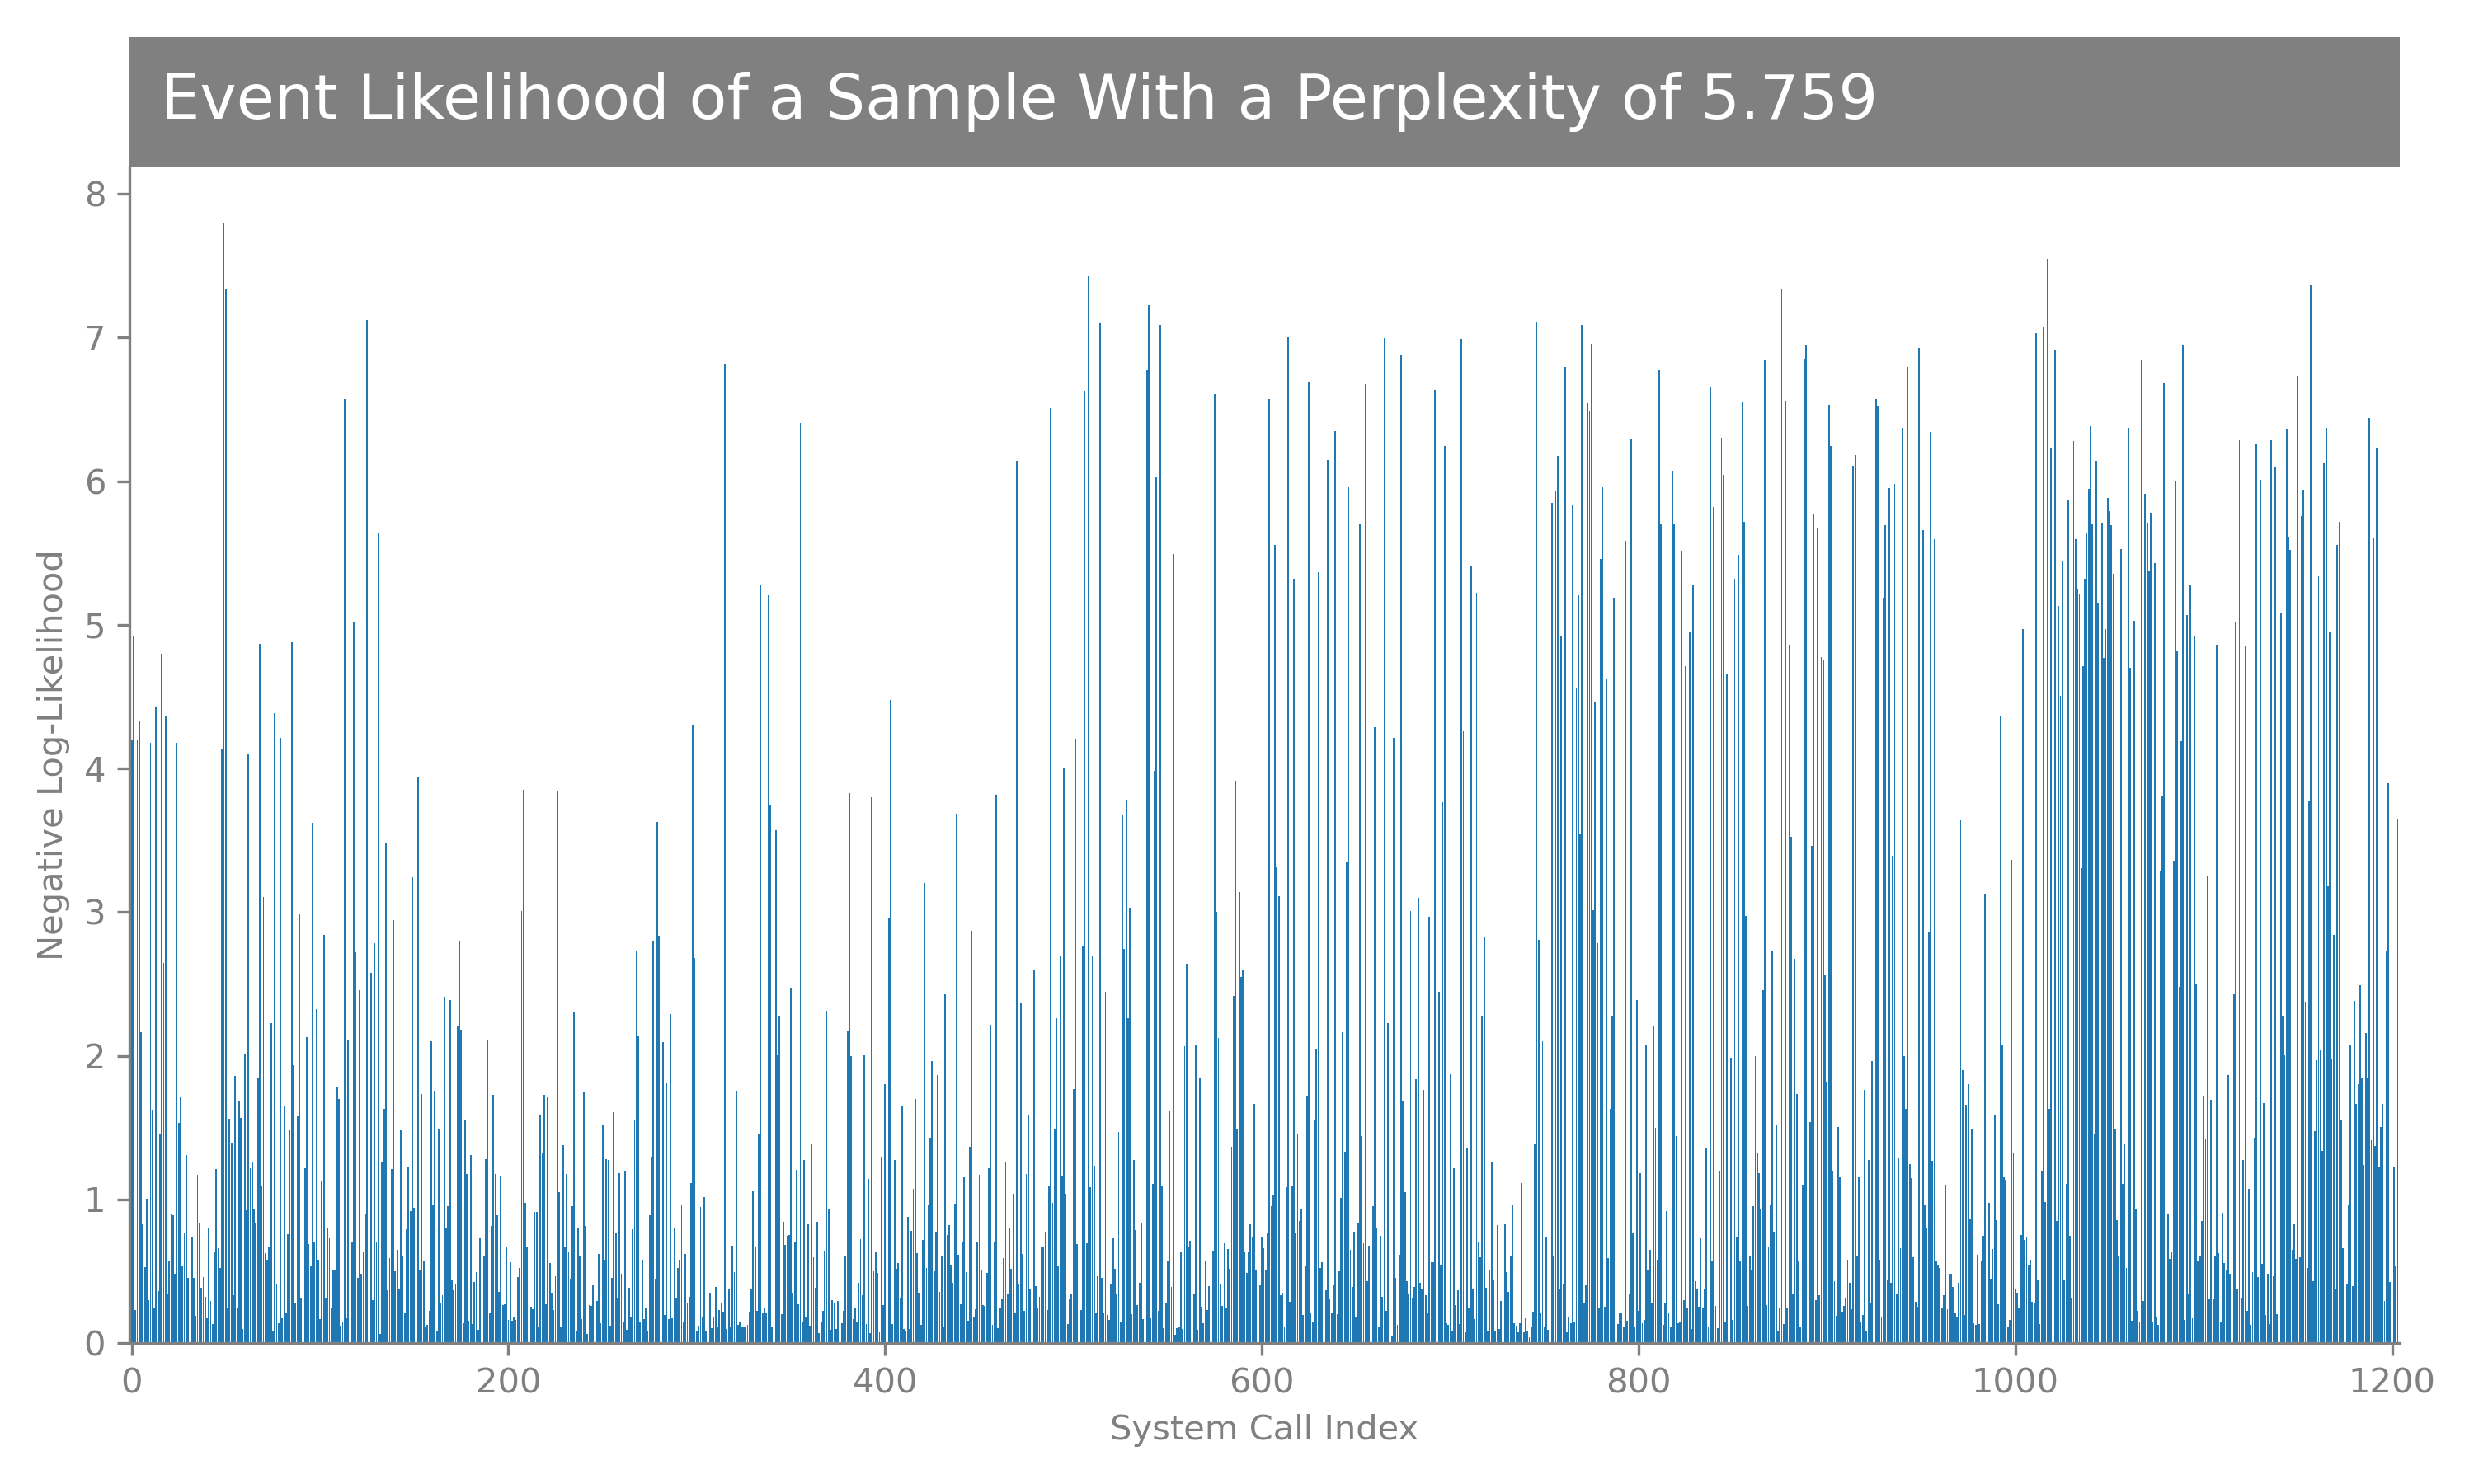 Event Likelihood of a Sample With a Perplexity of 5.759
8
7
6
5
4
3
2
1
0
Negative Log-Likelihood
0 200 400 600 800 1000 1200
System Call Index